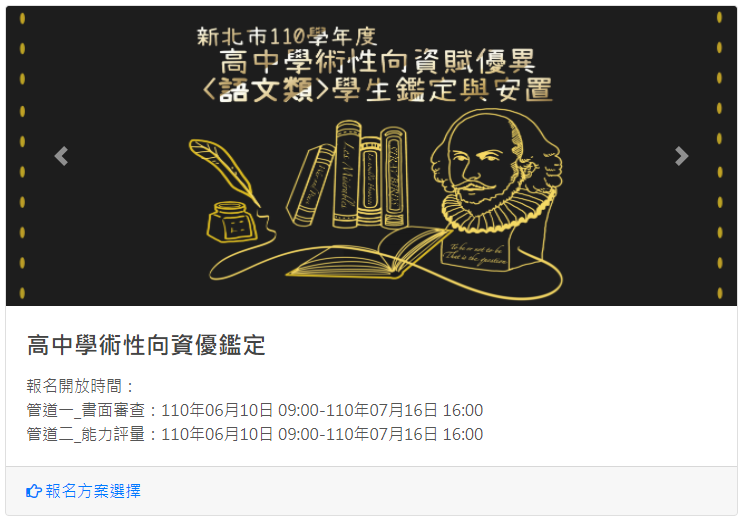 新北市110學年度
高中學術性向資賦優異
<語文類>學生鑑定與安置
Les Misérables
To be or not to be
That is the question
高中學術性向資優鑑定
報名開放時間：
管道一_書面審查：110年06月10日 09:00-110年07月16日 16:00
管道二_能力評量：110年06月10日 09:00-110年07月16日 16:00
報名方案選擇